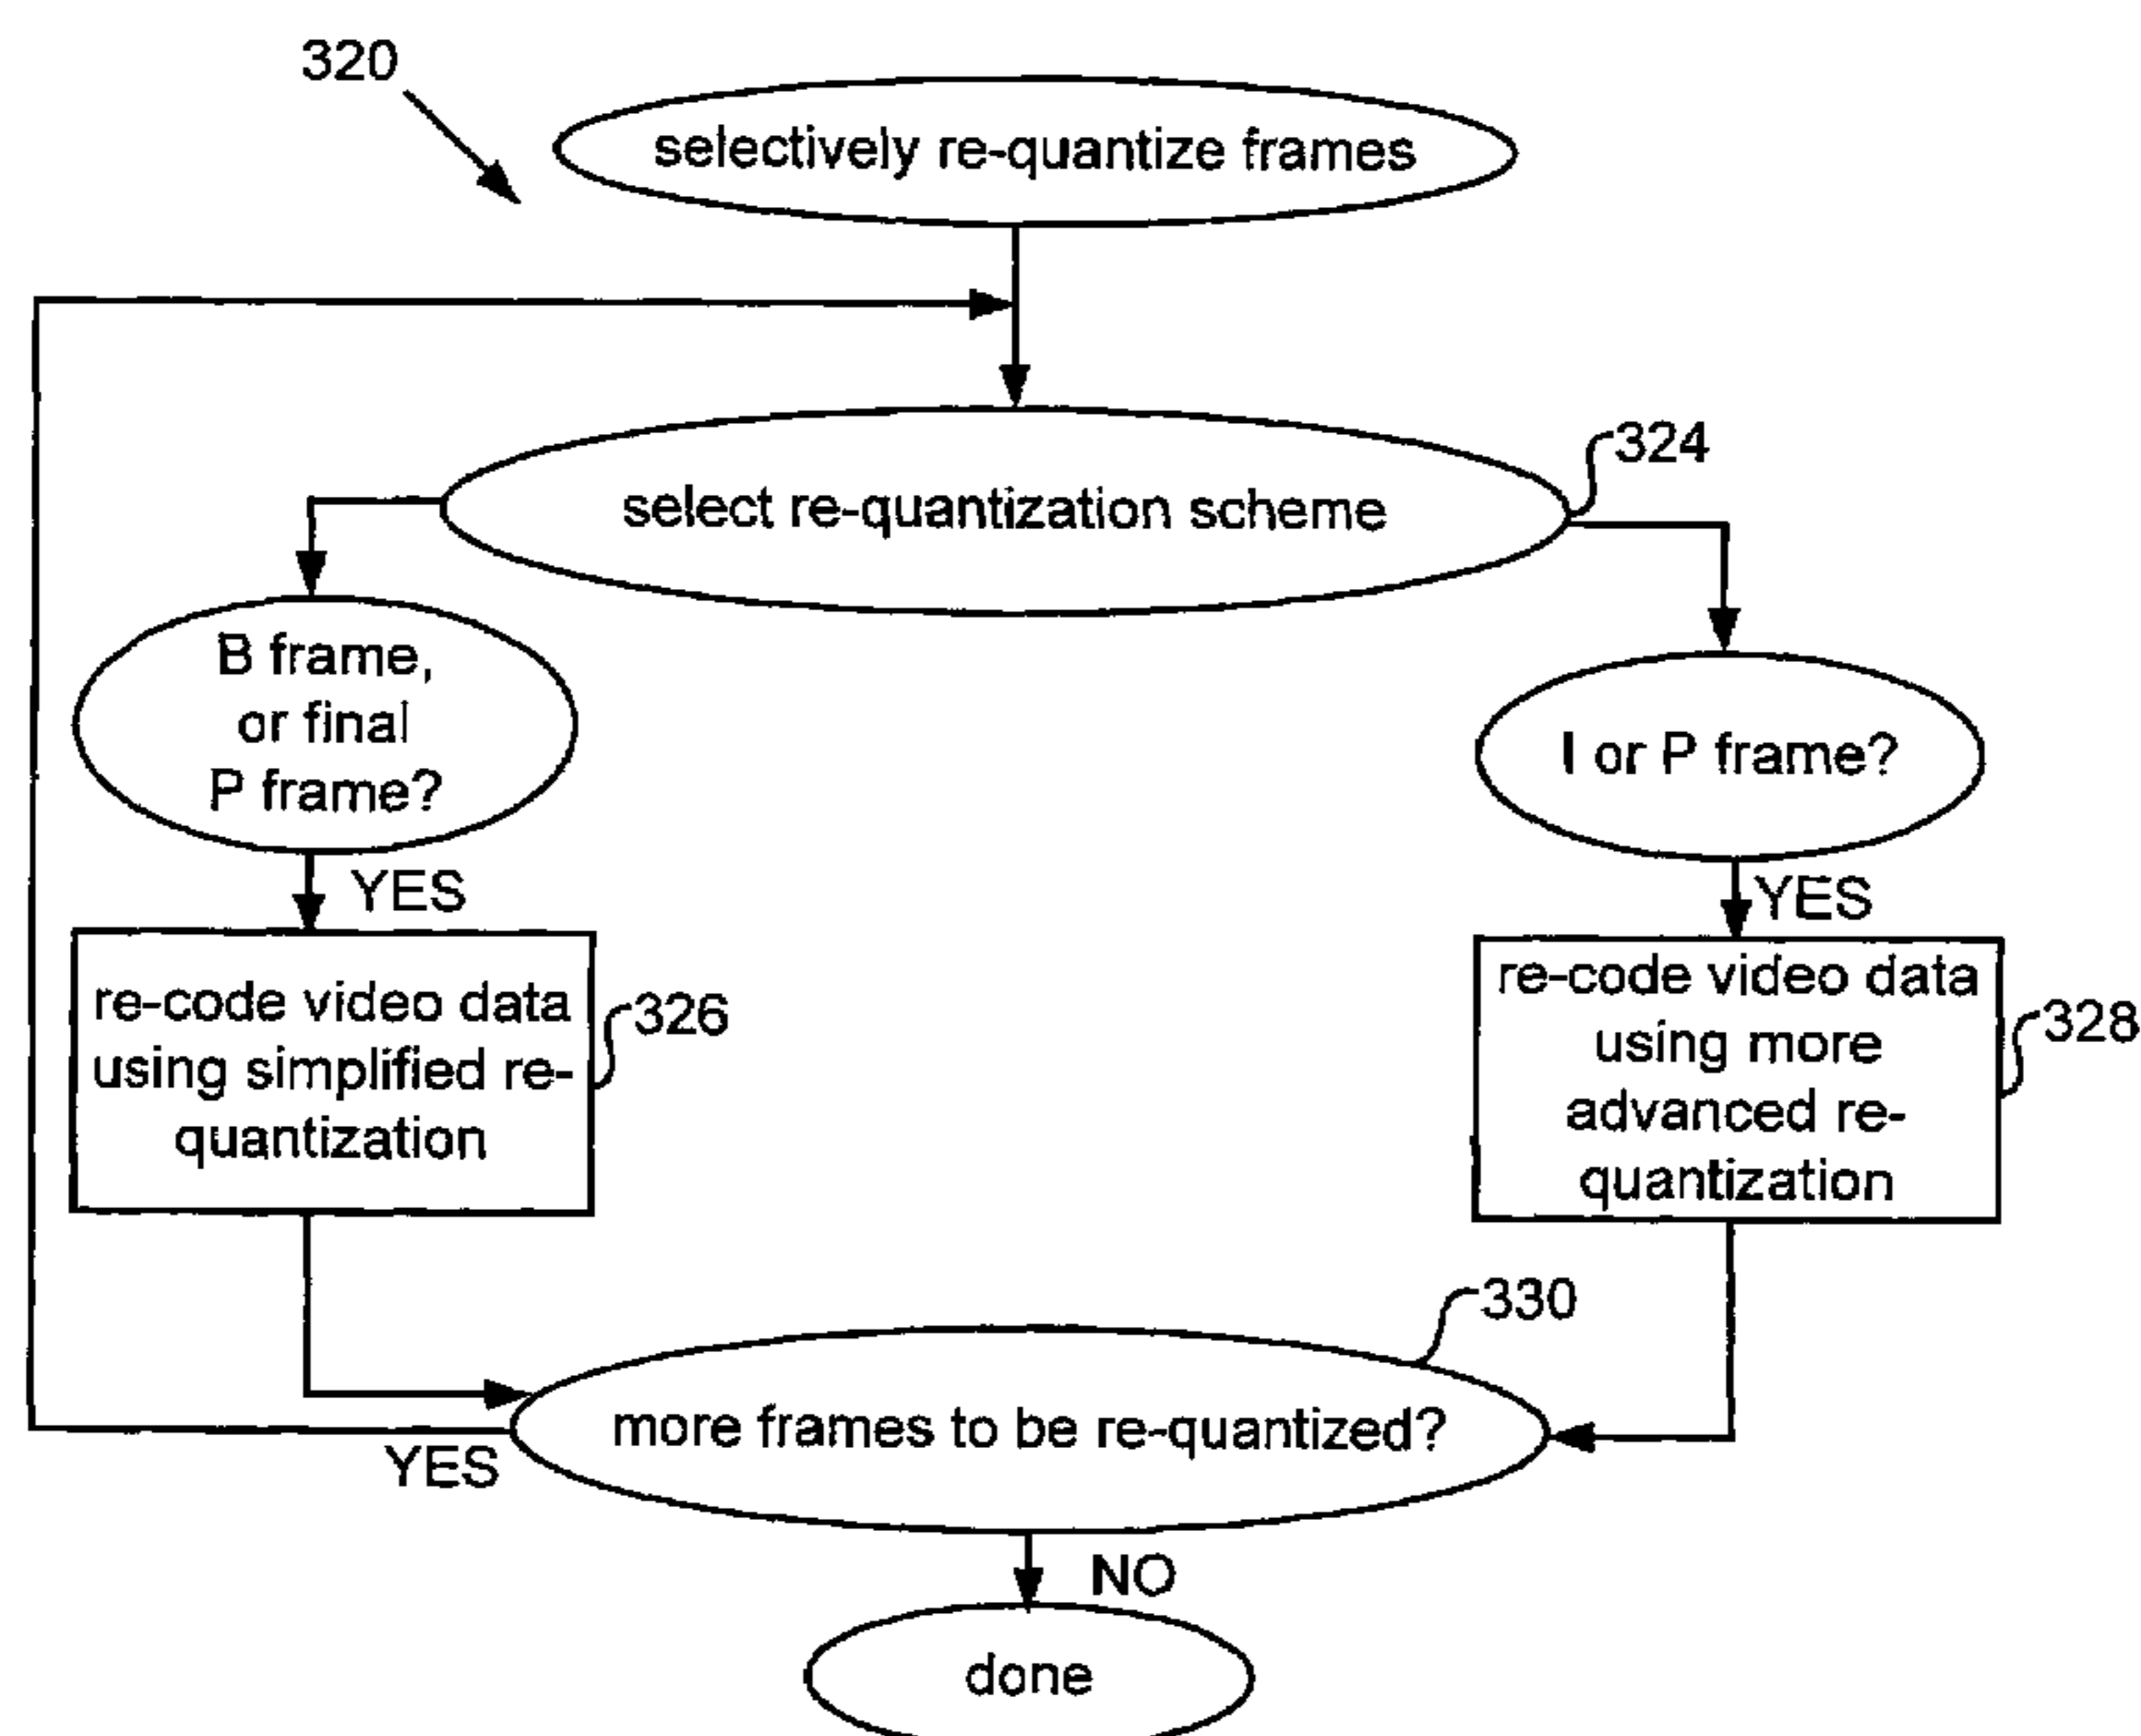 320
selectively re-quantize frames
select re-quantization scheme
324
B frame,
or final
P frame?
I or P frame?
YES
YES
re-code video data
using simplified re-
quantization
326
re-code video data
using more
advanced re-
quantization
328
330
more frames to be re-quantized?
YES
NO
done